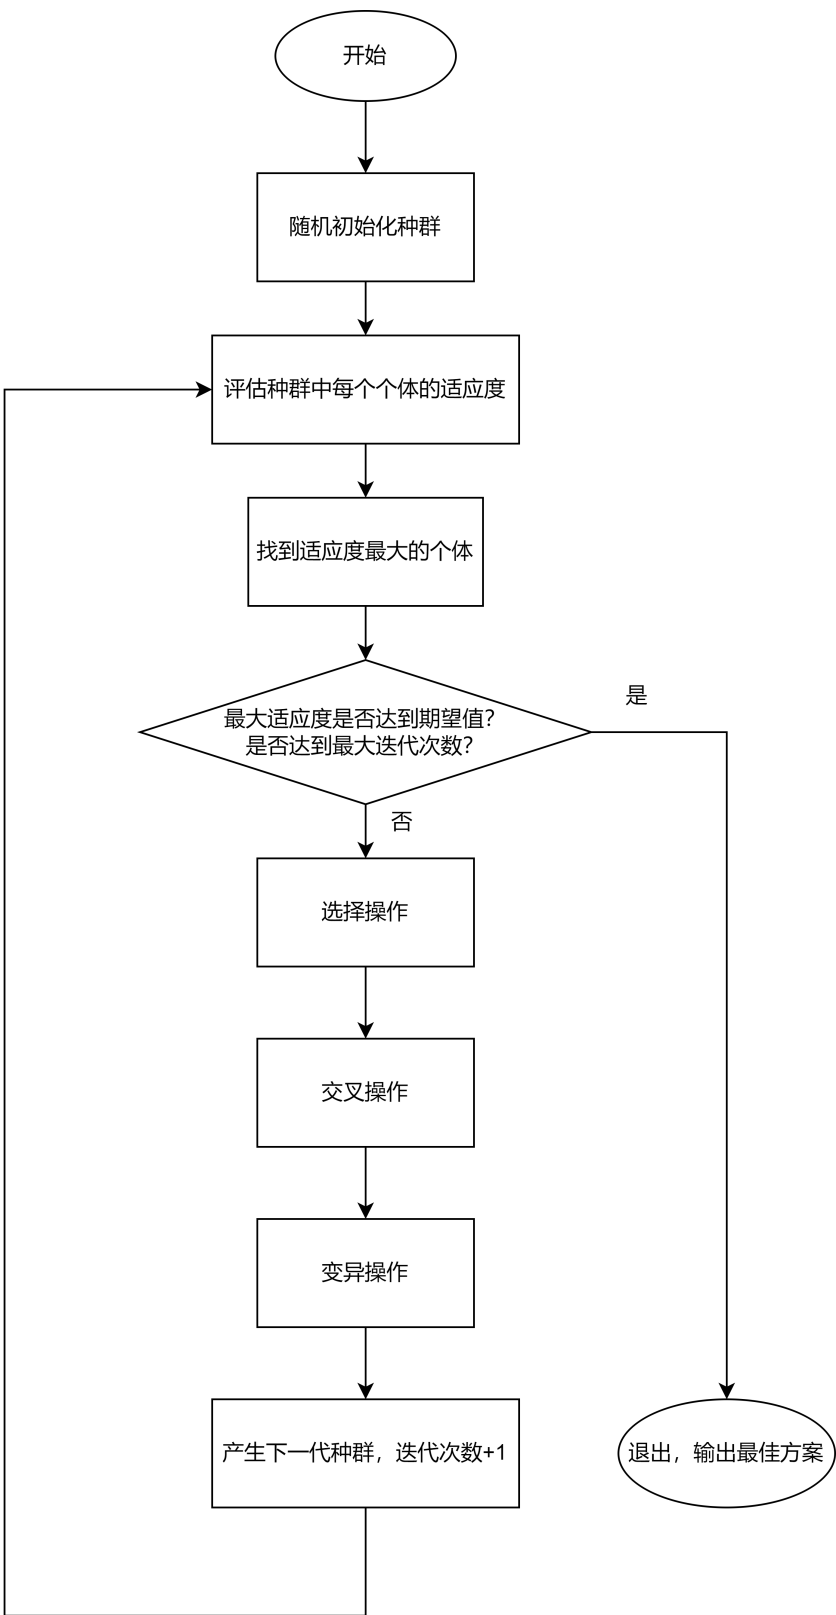 开始
随机初始化种群
评估种群中每个个体的适应度
找到适应度最大的个体
最大适应度是否达到期望值？
是否达到最大迭代次数？
是
否
选择操作
交叉操作
变异操作
产生下一代种群，迭代次数+1
退出，输出最佳方案